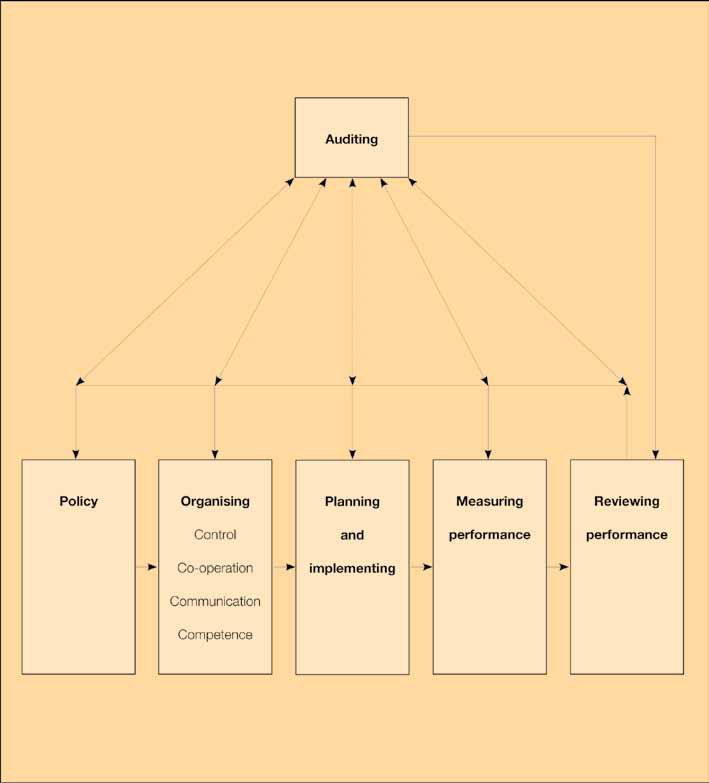 Auditing
Policy
Organising
Control
Co-operation
Communication
Competence
Planning
and
implementing
Measuring
performance
Reviewing
performance